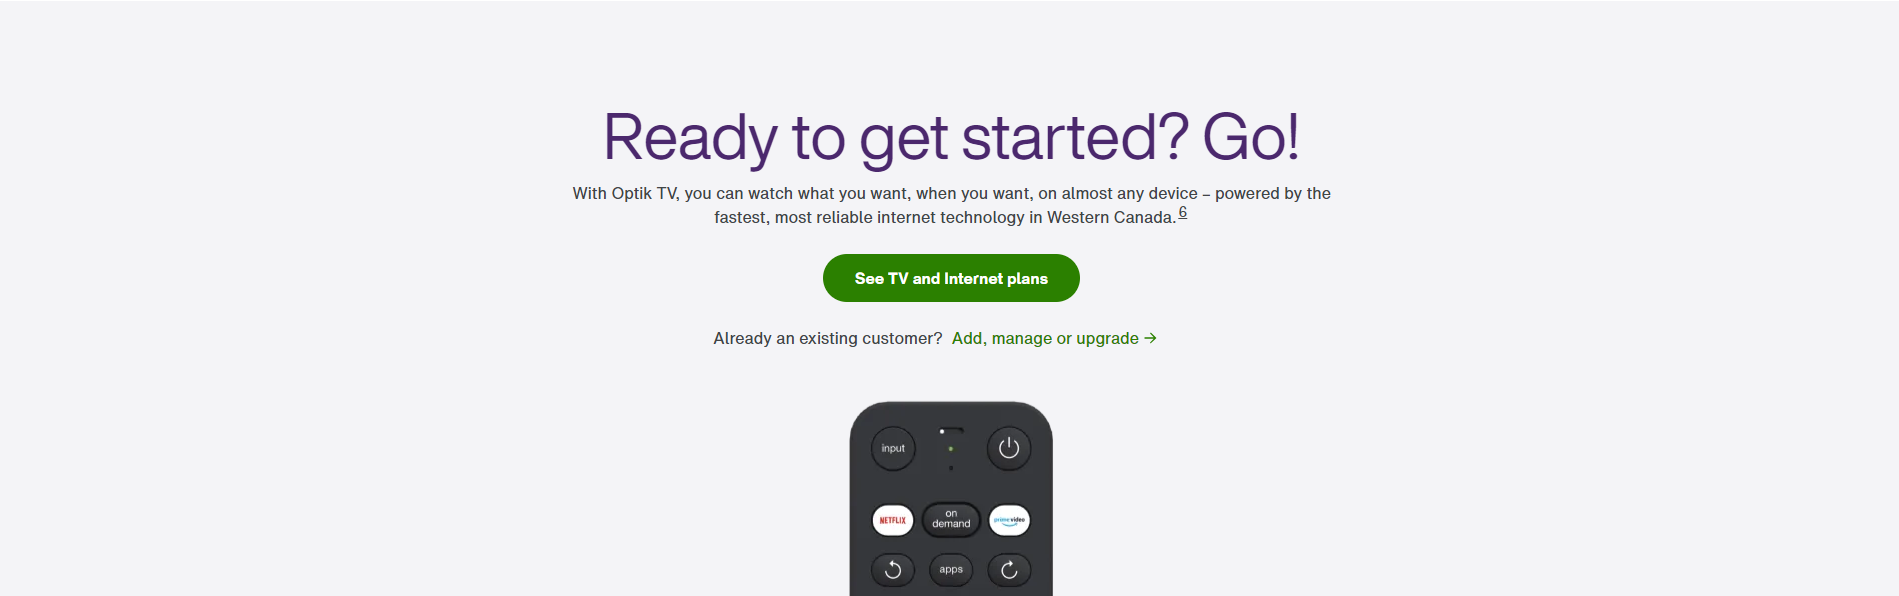 Ready to get started? Go!
With Optik TV, you can watch what you want, when you want, on almost any device – powered by the
fastest, most reliable internet technology in Western Canada.6
See TV and Internet plans
Already an existing customer? Add, manage or upgrade →
input
NETFLIX
on
demand
prime video
apps